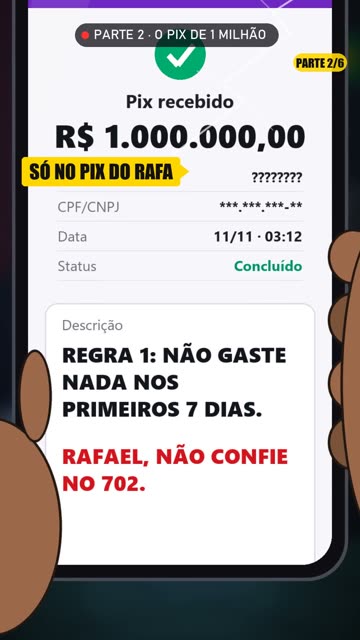 PARTE 2 · O PIX DE 1 MILHÃO
PARTE 2/6
Pix recebido
R$ 1.000.000,00
SÓ NO PIX DO RAFA
????????
CPF/CNPJ ***.***.***-**
Data 11/11 · 03:12
Status Concluído
Descrição
REGRA 1: NÃO GASTE
NADA NOS
PRIMEIROS 7 DIAS.
RAFAEL, NÃO CONFIE
NO 702.